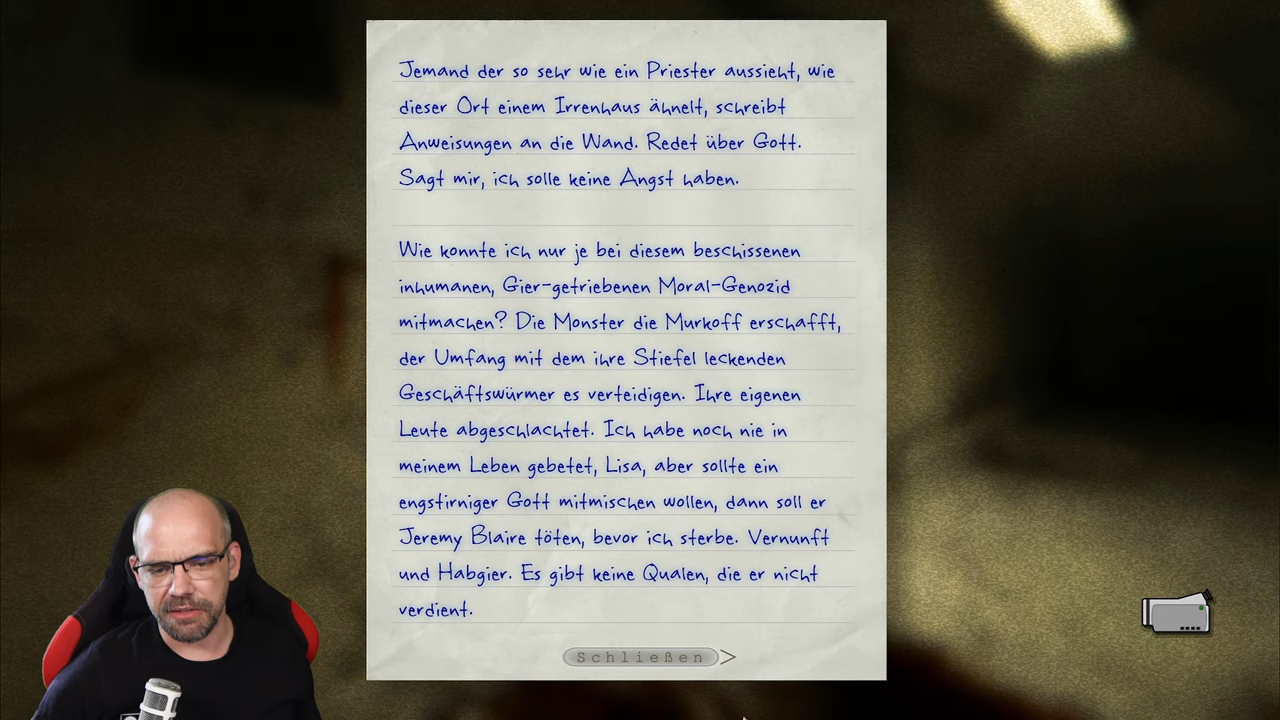 Jemand der so sehr wie ein Priester aussieht, wie
dieser Ort einem Irrenhaus ähnelt, schreibt
Anweisungen an die Wand. Redet über Gott.
Sagt mir, ich solle keine Angst haben.
Wie konnte ich nur je bei diesem beschissenen
inhumanen, Gier-getriebenen Moral-Genozid
mitmachen? Die Monster die Murkoff erschafft,
der Umfang mit dem ihre Stiefel leckenden
Geschäftswürmer es verteidigen. Ihre eigenen
Leute abgeschlachtet. Ich habe noch nie in
meinem Leben gebetet, Lisa, aber sollte ein
engstirniger Gott mitmischen wollen, dann soll er
Jeremy Blaire töten, bevor ich sterbe. Vernunft
und Habgier. Es gibt keine Qualen, die er nicht
verdient.
Schließen >